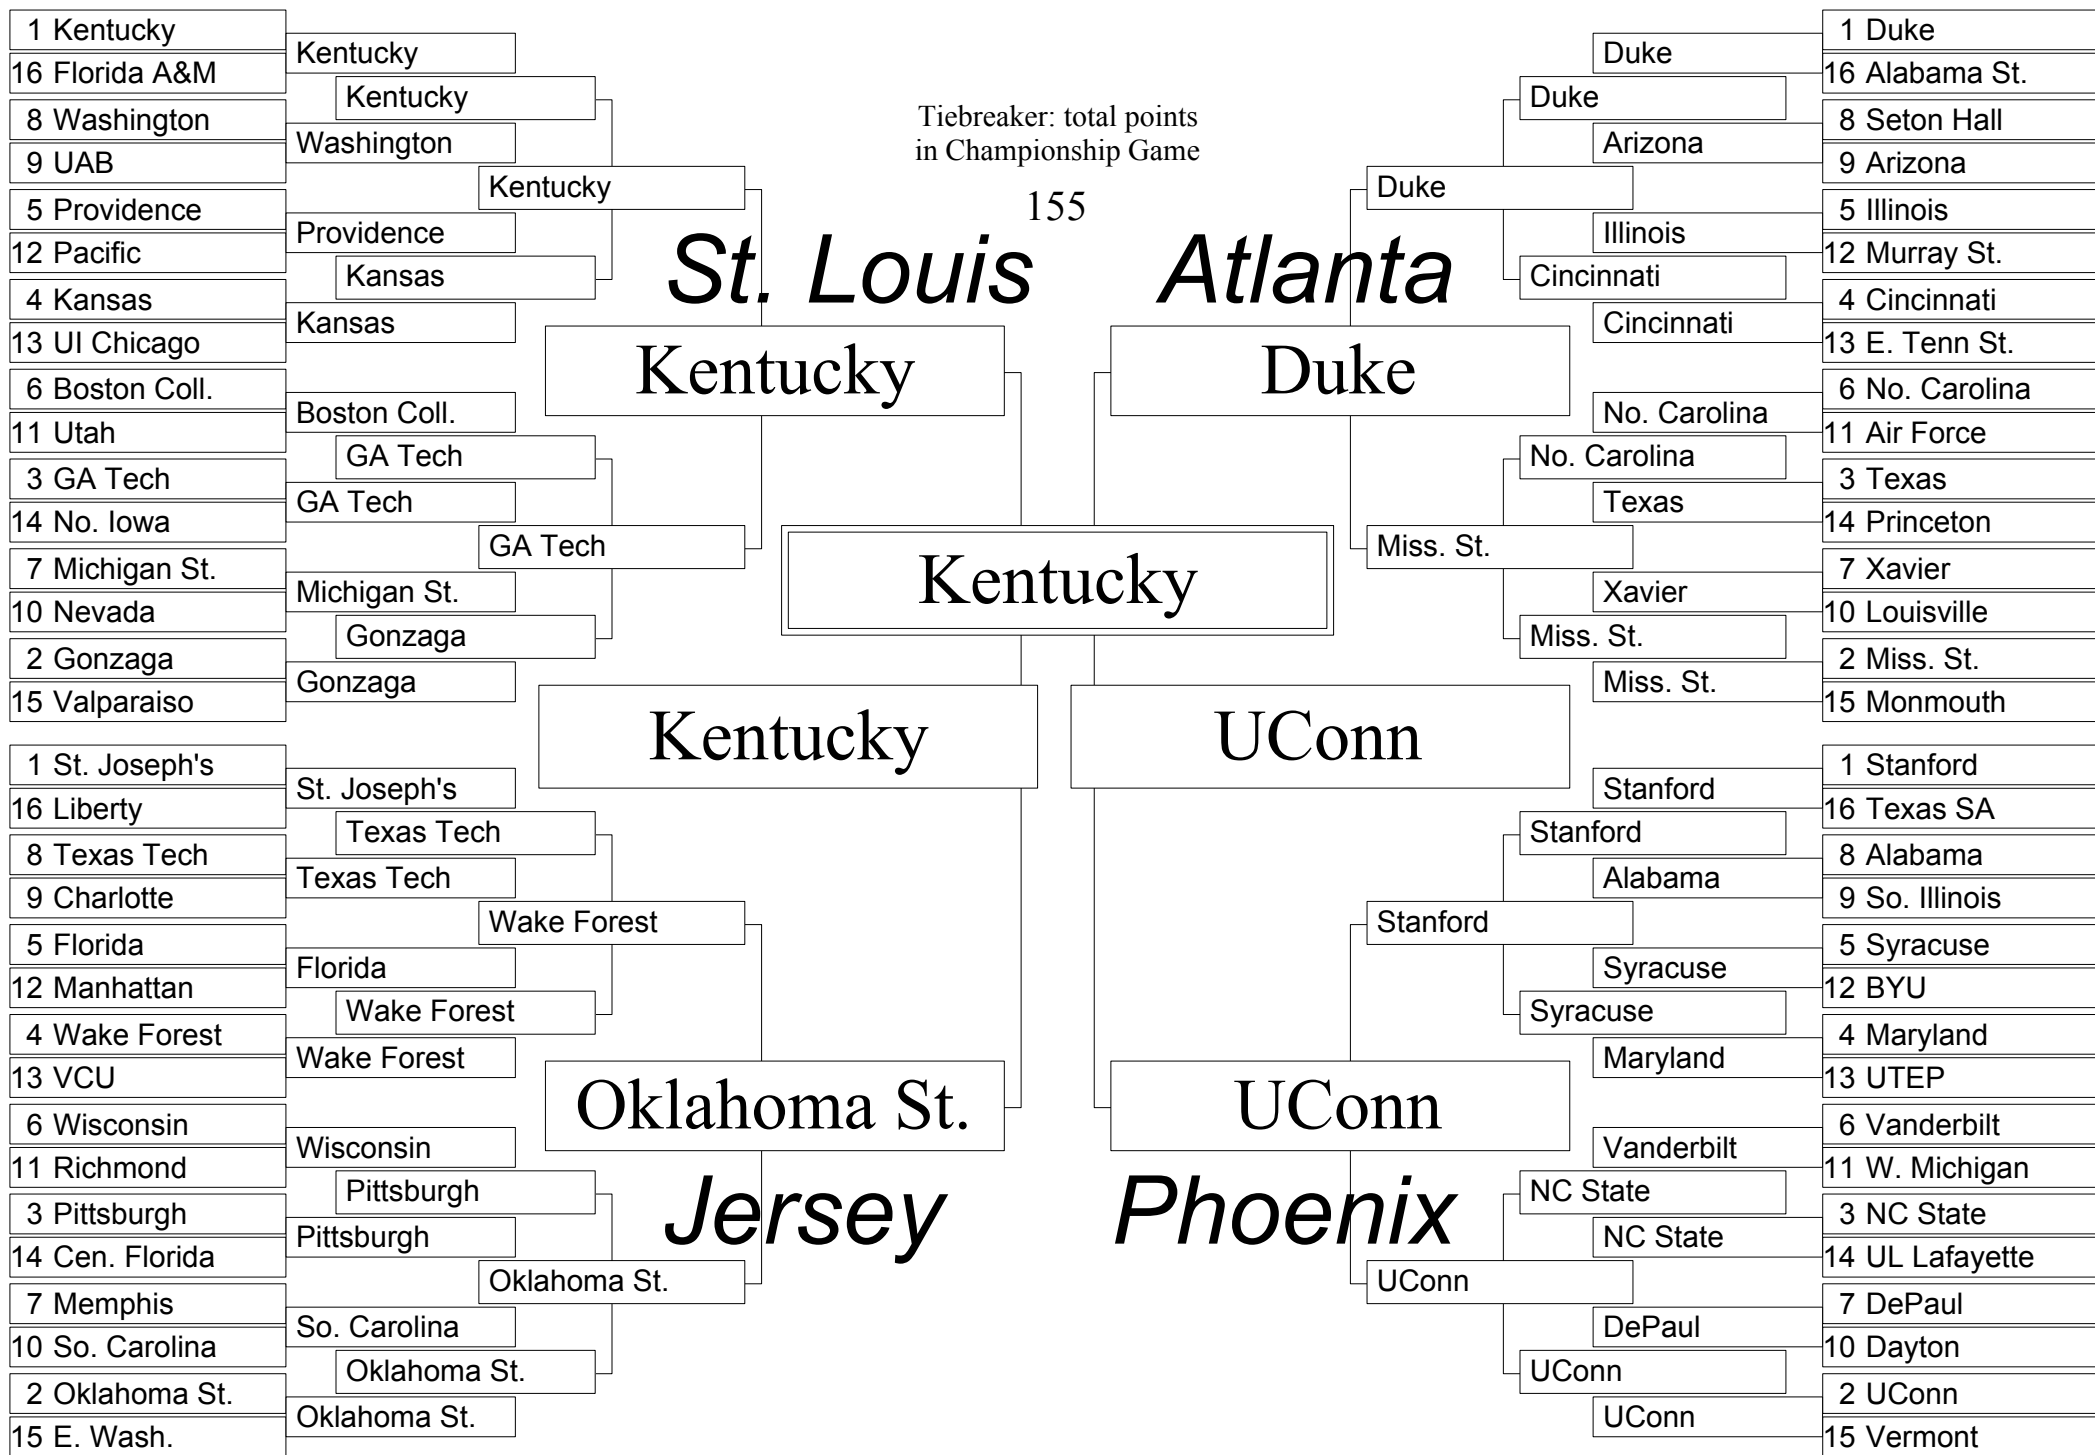 1 Kentucky
16 Florida A&M
8 Washington
9 UAB
5 Providence
12 Pacific
4 Kansas
13 UI Chicago
6 Boston Coll.
11 Utah
3 GA Tech
14 No. Iowa
7 Michigan St.
10 Nevada
2 Gonzaga
15 Valparaiso
Kentucky
Washington
Providence
Kansas
Boston Coll.
GA Tech
Michigan St.
Gonzaga
Kentucky
Kansas
GA Tech
Gonzaga
Kentucky
GA Tech
St. Louis
Kentucky
1 St. Joseph's
16 Liberty
8 Texas Tech
9 Charlotte
5 Florida
12 Manhattan
4 Wake Forest
13 VCU
6 Wisconsin
11 Richmond
3 Pittsburgh
14 Cen. Florida
7 Memphis
10 So. Carolina
2 Oklahoma St.
15 E. Wash.
St. Joseph's
Texas Tech
Florida
Wake Forest
Wisconsin
Pittsburgh
So. Carolina
Oklahoma St.
Texas Tech
Wake Forest
Pittsburgh
Oklahoma St.
Wake Forest
Oklahoma St.
Oklahoma St.
Jersey
Tiebreaker: total points
in Championship Game
155
Kentucky
Kentucky
UConn
Atlanta
Duke
Duke
Miss. St.
Duke
Cincinnati
No. Carolina
Miss. St.
Duke
Arizona
Illinois
Cincinnati
No. Carolina
Texas
Xavier
Miss. St.
1 Duke
16 Alabama St.
8 Seton Hall
9 Arizona
5 Illinois
12 Murray St.
4 Cincinnati
13 E. Tenn St.
6 No. Carolina
11 Air Force
3 Texas
14 Princeton
7 Xavier
10 Louisville
2 Miss. St.
15 Monmouth
UConn
Phoenix
Stanford
UConn
Stanford
Syracuse
NC State
UConn
Stanford
Alabama
Syracuse
Maryland
Vanderbilt
NC State
DePaul
UConn
1 Stanford
16 Texas SA
8 Alabama
9 So. Illinois
5 Syracuse
12 BYU
4 Maryland
13 UTEP
6 Vanderbilt
11 W. Michigan
3 NC State
14 UL Lafayette
7 DePaul
10 Dayton
2 UConn
15 Vermont